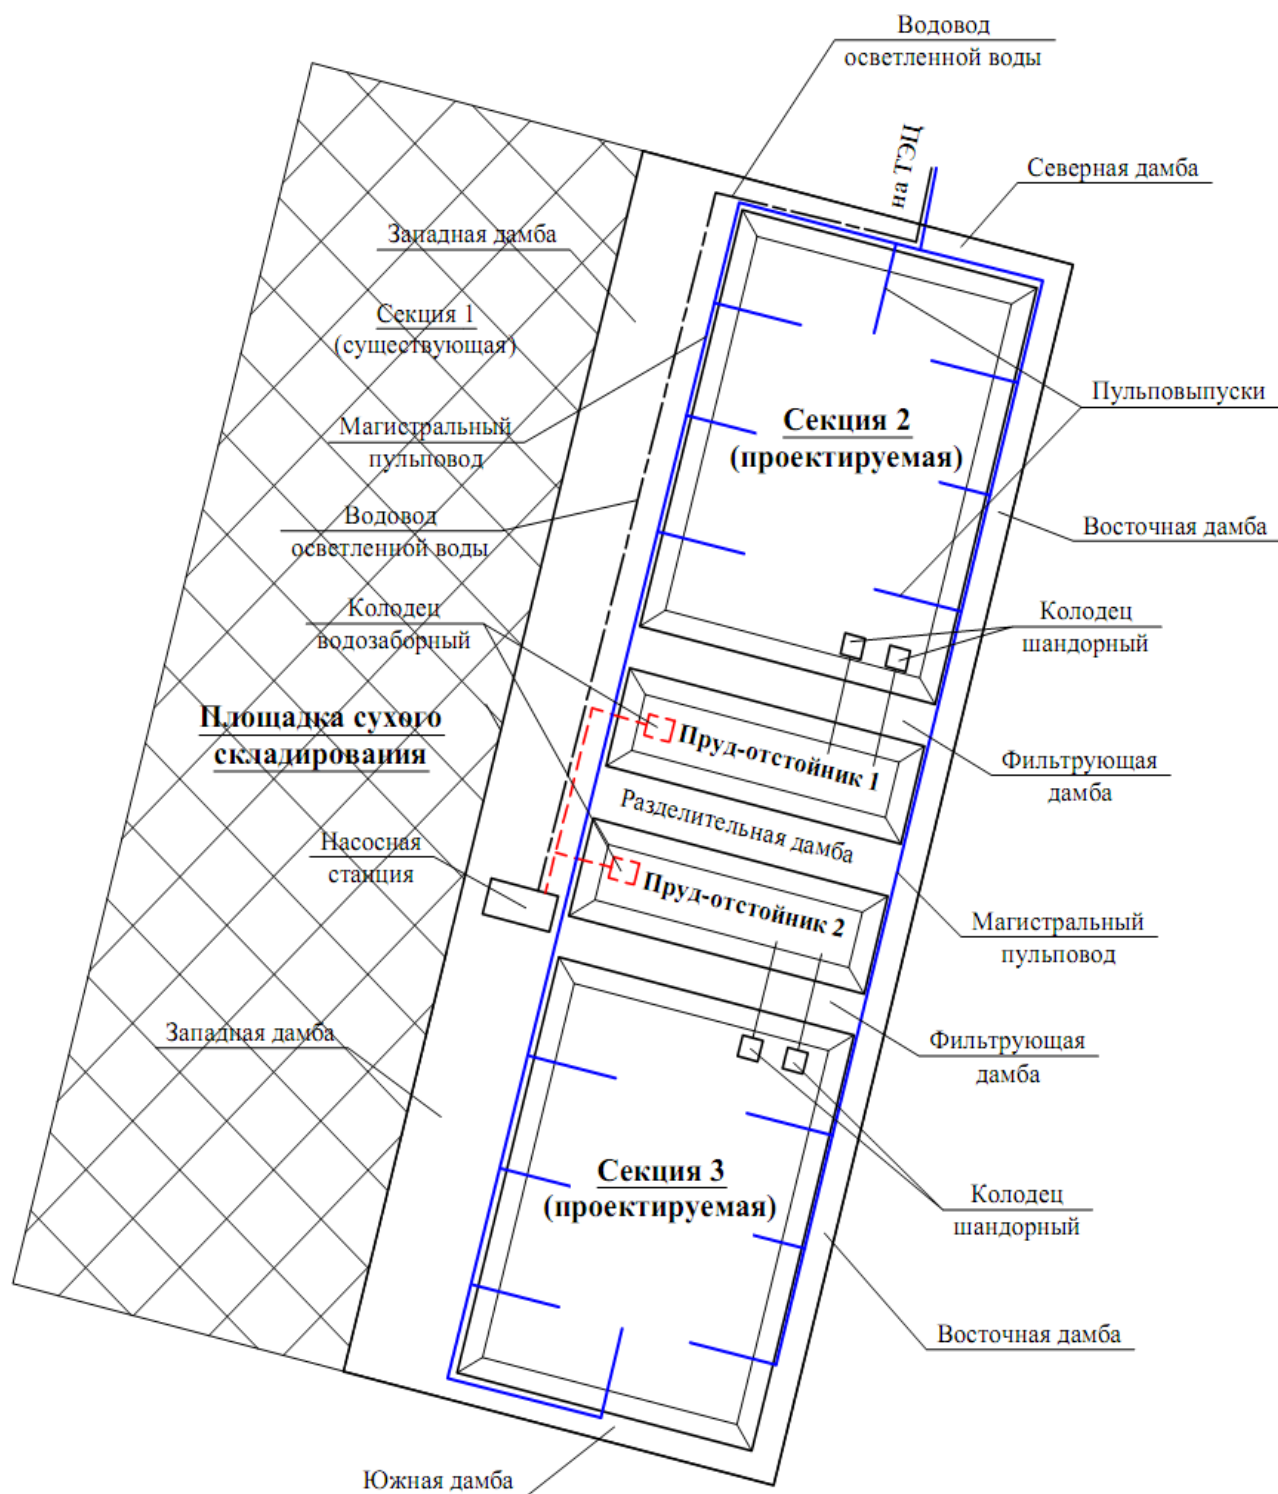 Водовод
осветленной воды
на ТЭЦ
Северная дамба
Западная дамба
Секция 1
(существующая)
Пульповыпуски
Магистральный
пульповод
Секция 2
(проектируемая)
Водовод
осветленной воды
Восточная дамба
Колодец
водозаборный
Колодец
шандорный
Площадка сухого
складирования
Пруд-отстойник 1
Фильтрующая
дамба
Разделительная дамба
Насосная
станция
Пруд-отстойник 2
Магистральный
пульповод
Западная дамба
Фильтрующая
дамба
Секция 3
(проектируемая)
Колодец
шандорный
Восточная дамба
Южная дамба